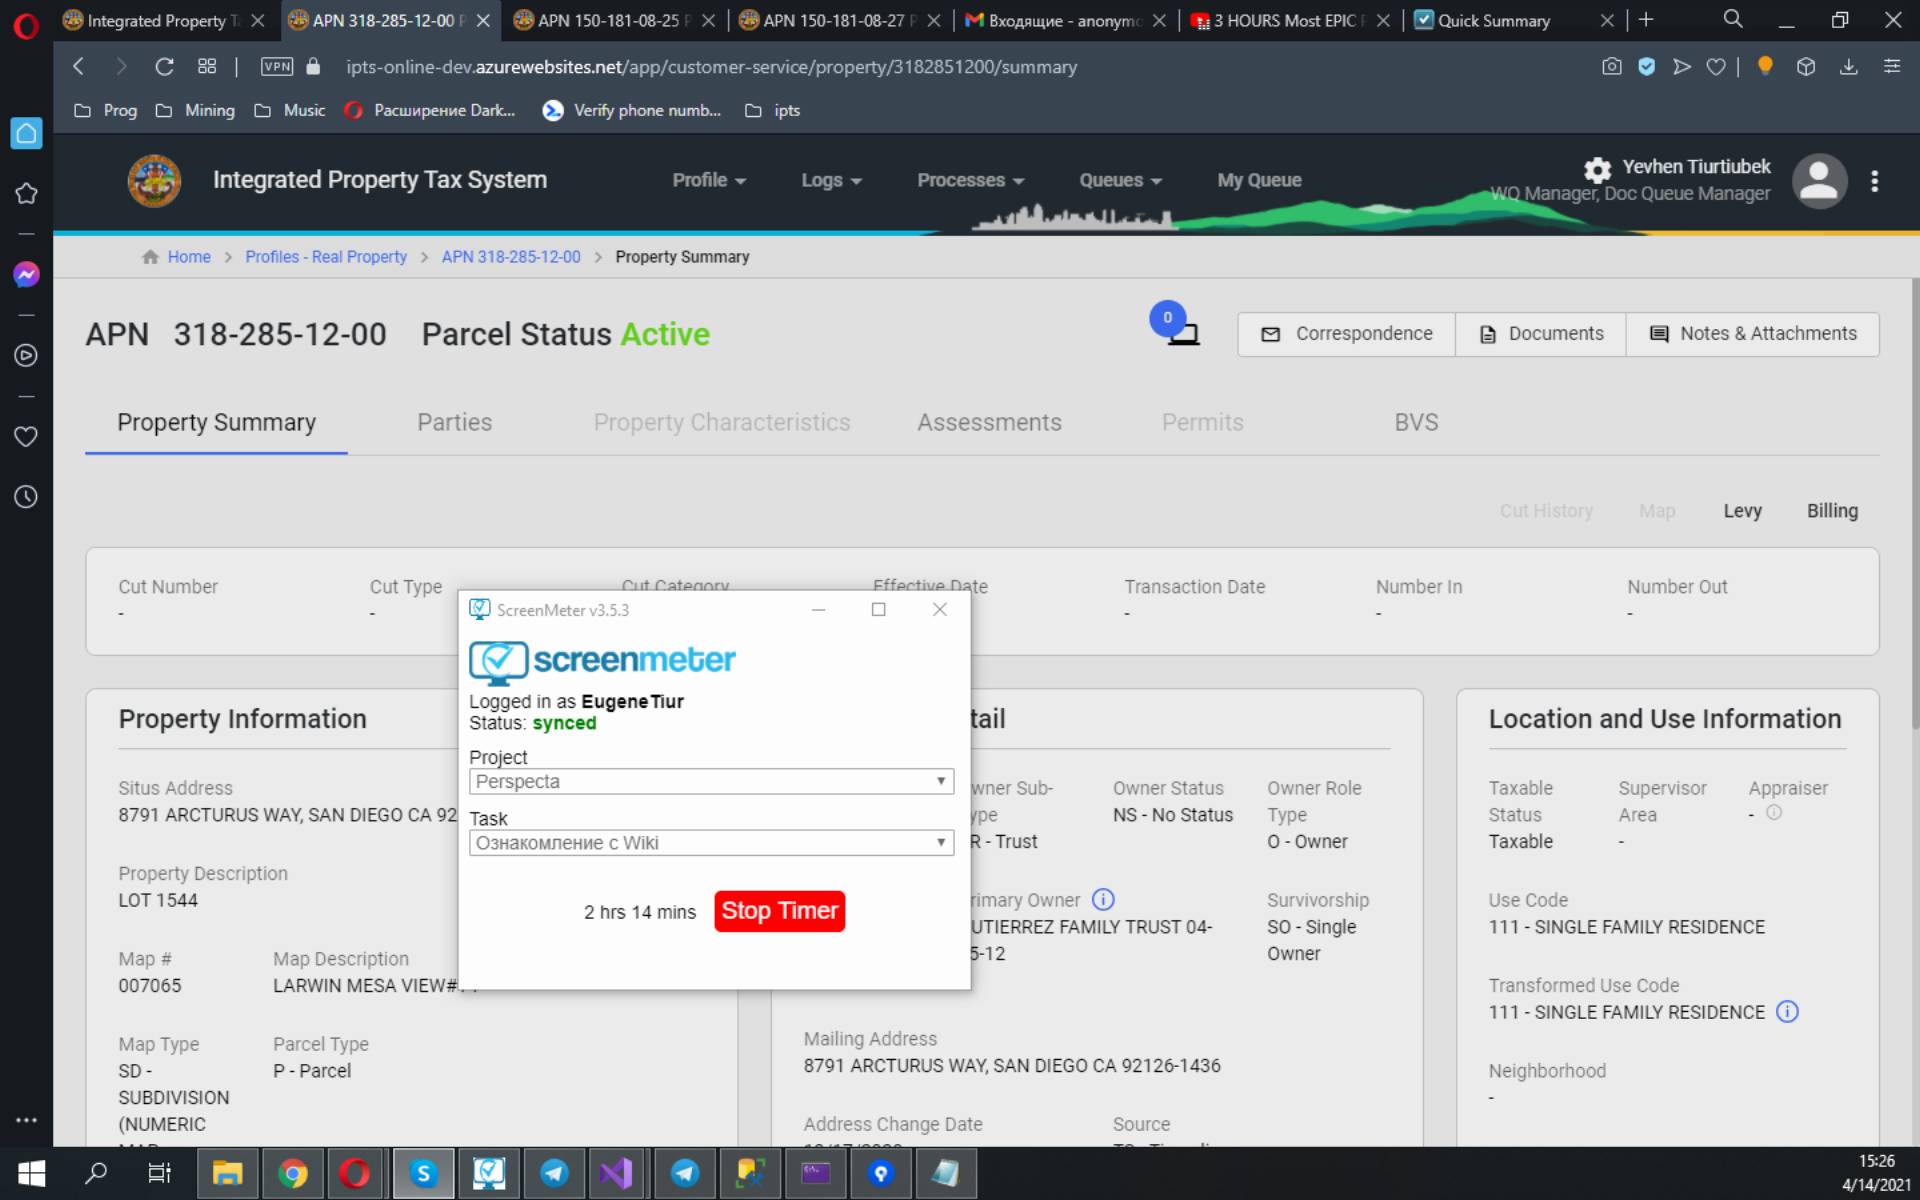 Integrated Property T
APN 318-285-12-00 P
APN 150-181-08-25 P
APN 150-181-08-27 P
Входящие - anonym
3 HOURS Most EPIC
Quick Summary
VPN
ipts-online-dev.azurewebsites.net/app/customer-service/property/3182851200/summary
Prog
Mining
Music
Расширение Dark...
Verify phone numb...
ipts
Integrated Property Tax System
Profile
Logs
Processes
Queues
My Queue
Yevhen Tiurtiubek
WQ Manager, Doc Queue Manager
Home > Profiles - Real Property > APN 318-285-12-00 > Property Summary
APN 318-285-12-00 Parcel Status Active
0
Correspondence
Documents
Notes & Attachments
Property Summary
Parties
Property Characteristics
Assessments
Permits
BVS
Cut History
Map
Levy
Billing
Cut Number
-
Cut Type
-
Cut Category
Effective Date
Transaction Date
-
Number In
-
Number Out
-
ScreenMeter v3.5.3
screenmeter
Logged in as EugeneTiur
Status: synced
Project
Perspecta
Task
Ознакомление с Wiki
2 hrs 14 mins
Stop Timer
Property Information
Situs Address
8791 ARCTURUS WAY, SAN DIEGO CA 92
Property Description
LOT 1544
Map #
007065
Map Description
LARWIN MESA VIEW#
Map Type
SD -
SUBDIVISION
(NUMERIC
Parcel Type
P - Parcel
tail
wner Sub-
ype
R - Trust
Owner Status
NS - No Status
Owner Role
Type
O - Owner
rimary Owner
UTIERREZ FAMILY TRUST 04-
5-12
Survivorship
SO - Single
Owner
Mailing Address
8791 ARCTURUS WAY, SAN DIEGO CA 92126-1436
Address Change Date
Source
Location and Use Information
Taxable
Status
Taxable
Supervisor
Area
-
Appraiser
-
Use Code
111 - SINGLE FAMILY RESIDENCE
Transformed Use Code
111 - SINGLE FAMILY RESIDENCE
Neighborhood
-
15:26
4/14/2021